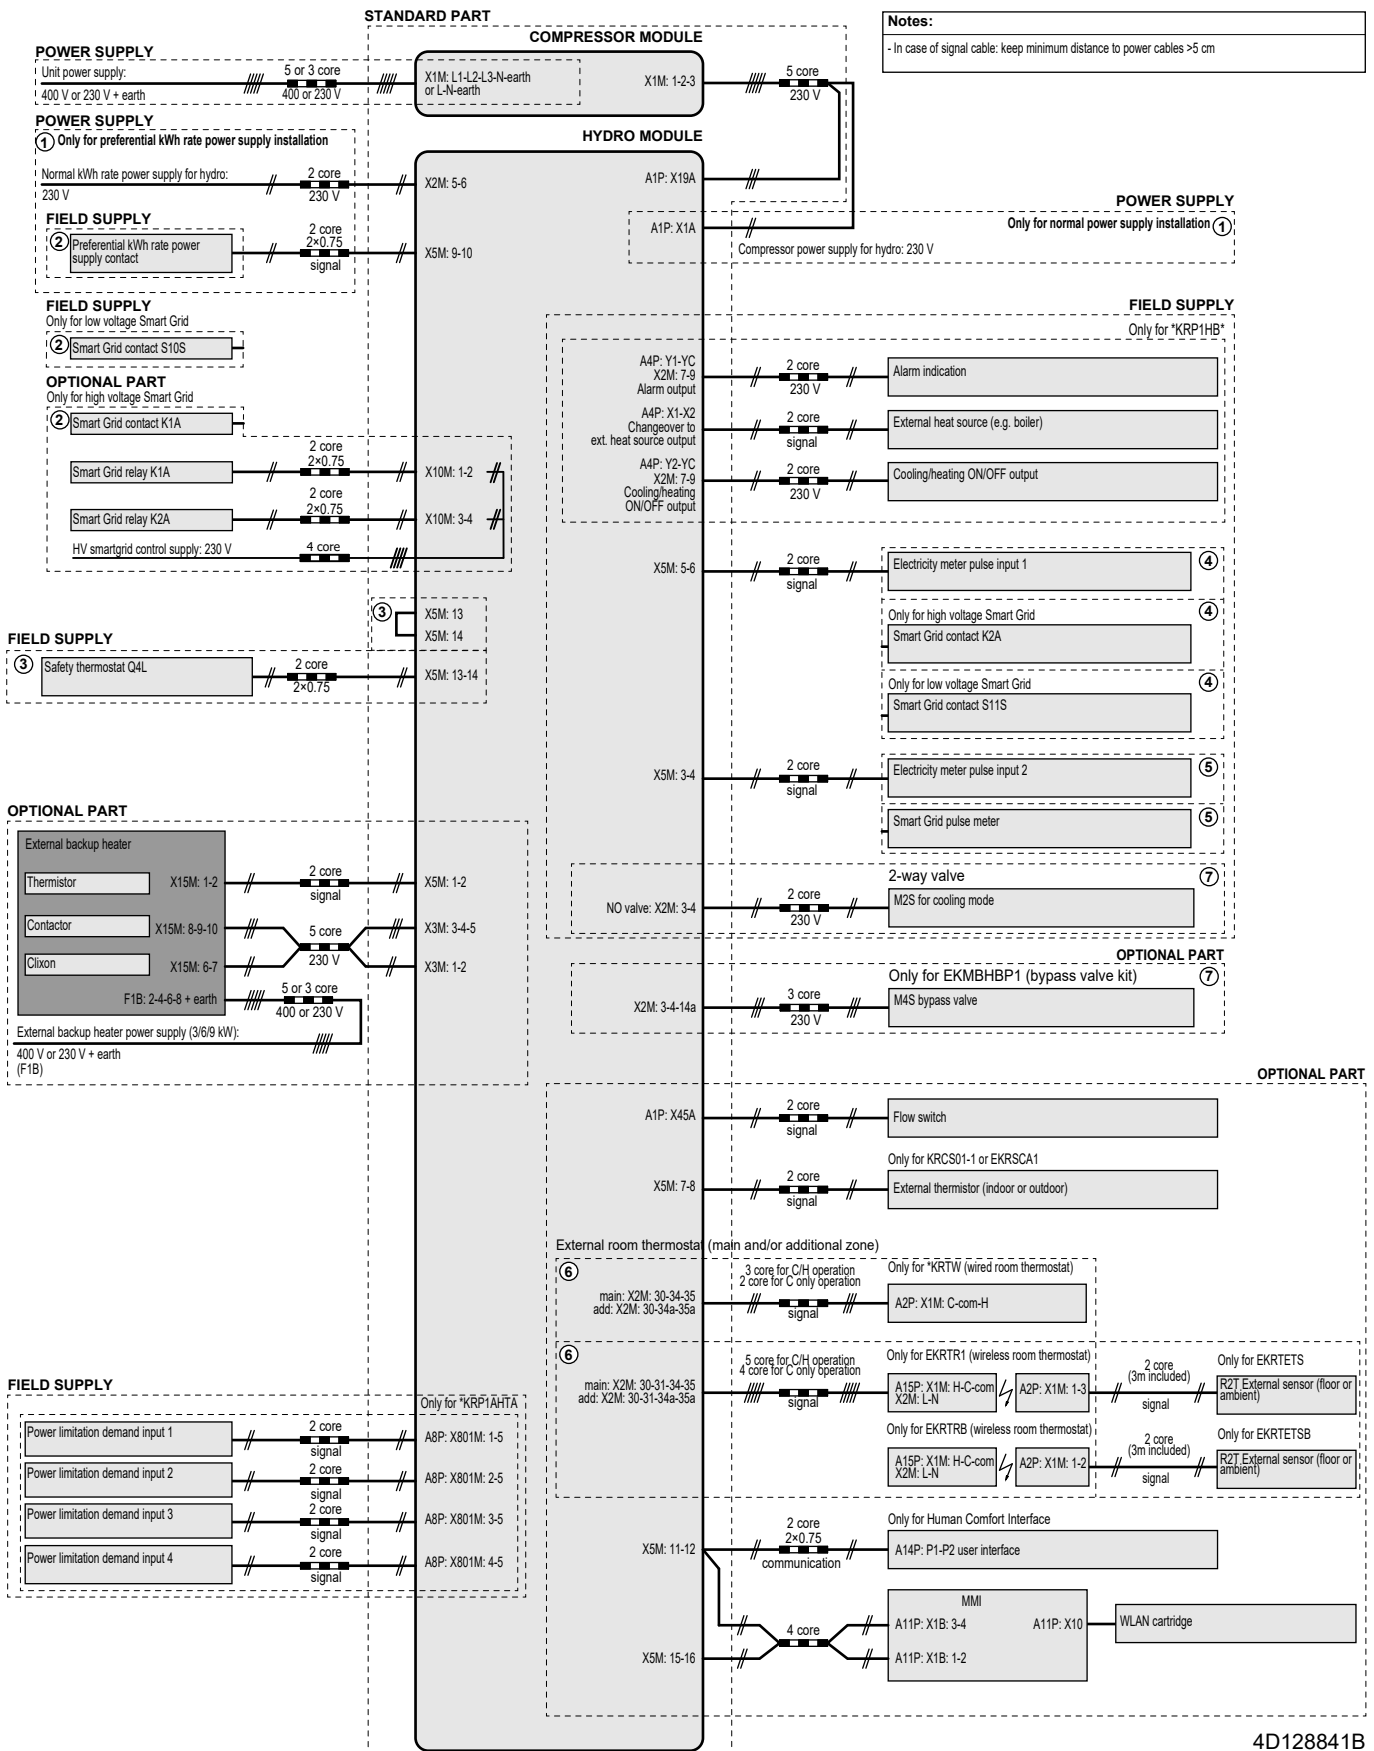 STANDARD PART
COMPRESSOR MODULE
Notes:
- In case of signal cable: keep minimum distance to power cables >5 cm
POWER SUPPLY
Unit power supply:
400 V or 230 V + earth
5 or 3 core
400 or 230 V
X1M: L1-L2-L3-N-earth
or L-N-earth
X1M: 1-2-3
5 core
230 V
POWER SUPPLY
① Only for preferential kWh rate power supply installation
HYDRO MODULE
Normal kWh rate power supply for hydro:
230 V
2 core
230 V
X2M: 5-6
A1P: X19A
FIELD SUPPLY
② Preferential kWh rate power
supply contact
2 core
2×0.75
signal
X5M: 9-10
A1P: X1A
POWER SUPPLY
Only for normal power supply installation ①
Compressor power supply for hydro: 230 V
FIELD SUPPLY
Only for low voltage Smart Grid
② Smart Grid contact S10S
OPTIONAL PART
Only for high voltage Smart Grid
② Smart Grid contact K1A
Smart Grid relay K1A
2 core
2×0.75
X10M: 1-2
Smart Grid relay K2A
2 core
2×0.75
X10M: 3-4
HV smartgrid control supply: 230 V
4 core
③
X5M: 13
X5M: 14
FIELD SUPPLY
③ Safety thermostat Q4L
2 core
2×0.75
X5M: 13-14
FIELD SUPPLY
Only for *KRP1HB*
A4P: Y1-YC
X2M: 7-9
Alarm output
2 core
230 V
Alarm indication
A4P: X1-X2
Changeover to
ext. heat source output
2 core
signal
External heat source (e.g. boiler)
A4P: Y2-YC
X2M: 7-9
Cooling/heating
ON/OFF output
2 core
230 V
Cooling/heating ON/OFF output
X5M: 5-6
2 core
signal
Electricity meter pulse input 1
④
Only for high voltage Smart Grid
④
Smart Grid contact K2A
Only for low voltage Smart Grid
④
Smart Grid contact S11S
X5M: 3-4
2 core
signal
Electricity meter pulse input 2
⑤
Smart Grid pulse meter
⑤
2-way valve
⑦
NO valve: X2M: 3-4
2 core
230 V
M2S for cooling mode
OPTIONAL PART
Only for EKMBHBP1 (bypass valve kit)
⑦
X2M: 3-4-14a
3 core
230 V
M4S bypass valve
OPTIONAL PART
External backup heater
Thermistor
X15M: 1-2
2 core
signal
X5M: 1-2
Contactor
X15M: 8-9-10
5 core
230 V
X3M: 3-4-5
Clixon
X15M: 6-7
X3M: 1-2
F1B: 2-4-6-8 + earth
5 or 3 core
400 or 230 V
External backup heater power supply (3/6/9 kW):
400 V or 230 V + earth
(F1B)
OPTIONAL PART
A1P: X45A
2 core
signal
Flow switch
Only for KRCS01-1 or EKRSCA1
X5M: 7-8
2 core
signal
External thermistor (indoor or outdoor)
External room thermostat (main and/or additional zone)
⑥
main: X2M: 30-34-35
add: X2M: 30-34a-35a
3 core for C/H operation
2 core for C only operation
signal
Only for *KRTW (wired room thermostat)
A2P: X1M: C-com-H
⑥
main: X2M: 30-31-34-35
add: X2M: 30-31-34a-35a
5 core for C/H operation
4 core for C only operation
signal
Only for EKRTR1 (wireless room thermostat)
A15P: X1M: H-C-com
X2M: L-N
A2P: X1M: 1-3
2 core
(3m included)
signal
Only for EKRTETS
R2T External sensor (floor or
ambient)
Only for EKRTRB (wireless room thermostat)
A15P: X1M: H-C-com
X2M: L-N
A2P: X1M: 1-2
2 core
(3m included)
signal
Only for EKRTETSB
R2T External sensor (floor or
ambient)
FIELD SUPPLY
Only for *KRP1AHTA
Power limitation demand input 1
2 core
signal
A8P: X801M: 1-5
Power limitation demand input 2
2 core
signal
A8P: X801M: 2-5
Power limitation demand input 3
2 core
signal
A8P: X801M: 3-5
Power limitation demand input 4
2 core
signal
A8P: X801M: 4-5
Only for Human Comfort Interface
X5M: 11-12
2 core
2×0.75
communication
A14P: P1-P2 user interface
MMI
4 core
A11P: X1B: 3-4
A11P: X10
WLAN cartridge
X5M: 15-16
A11P: X1B: 1-2
4D128841B